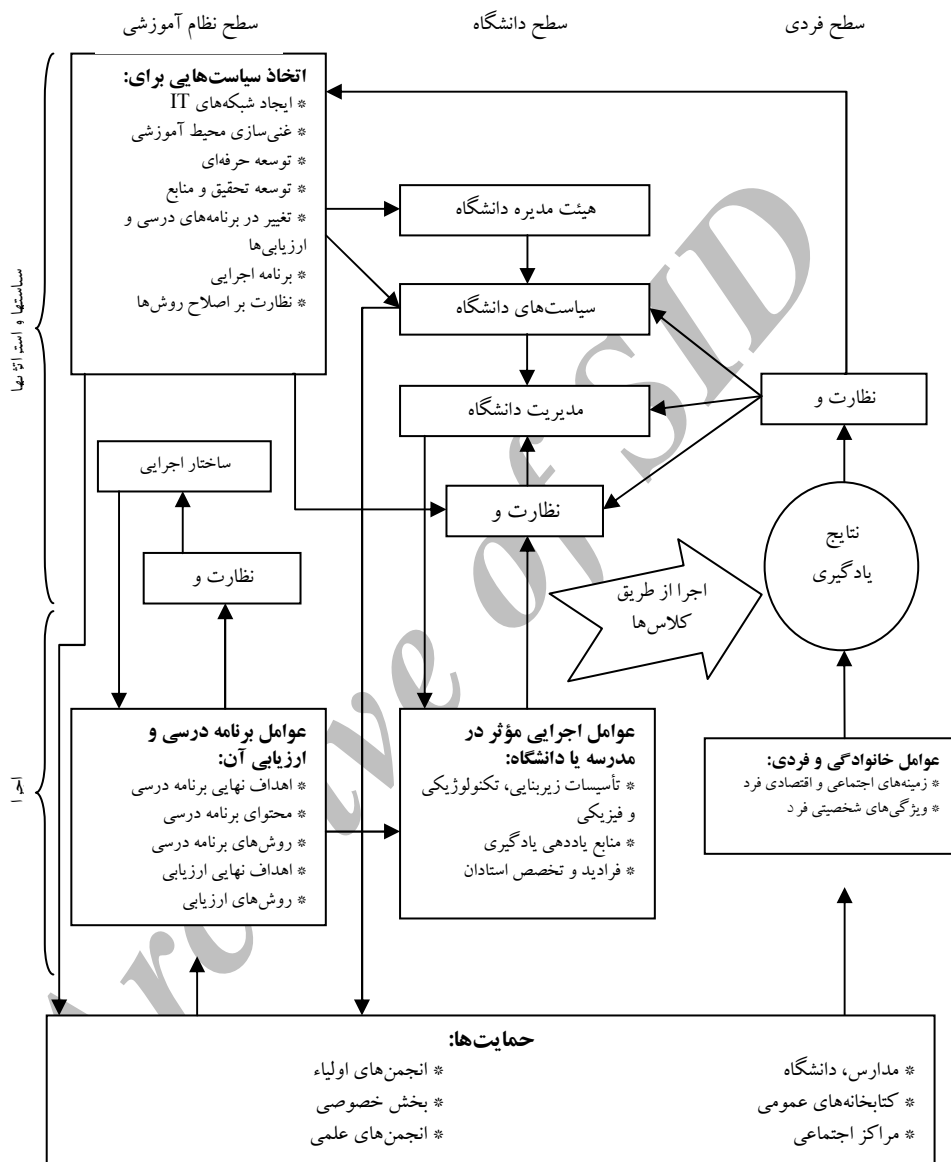 سطح فردی
سطح دانشگاه
سطح نظام آموزشی
اتخاذ سیاست‌هایی برای:
* ایجاد شبکه‌های IT
* غنی‌سازی محیط آموزشی
* توسعه حرفه‌ای
* توسعه تحقیق و منابع
* تغییر در برنامه‌های درسی و
ارزیابی‌ها
* برنامه اجرایی
* نظارت بر اصلاح روش‌ها
هیئت مدیره دانشگاه
سیاست‌های دانشگاه
مدیریت دانشگاه
نظارت و
نظارت و
ساختار اجرایی
نظارت و
نتایج
یادگیری
اجرا از طریق
کلاس‌ها
سیاستها و استراتژیها
اجرا
عوامل خانوادگی و فردی:
* زمینه‌های اجتماعی و اقتصادی فرد
* ویژگی‌های شخصیتی فرد
عوامل اجرایی مؤثر در
مدرسه یا دانشگاه:
* تأسیسات زیربنایی، تکنولوژیکی
و فیزیکی
* منابع یاددهی یادگیری
* فرادید و تخصص استادان
عوامل برنامه درسی و
ارزیابی آن:
* اهداف نهایی برنامه درسی
* محتوای برنامه درسی
* روش‌های برنامه درسی
* اهداف نهایی ارزیابی
* روش‌های ارزیابی
حمایت‌ها:
* مدارس، دانشگاه
* کتابخانه‌های عمومی
* مراکز اجتماعی
* انجمن‌های اولیاء
* بخش خصوصی
* انجمن‌های علمی
Archive of SID